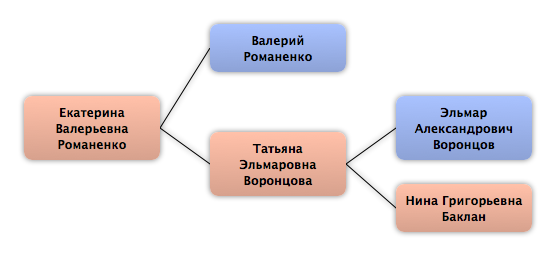 Валерий
Романенко
Екатерина
Валерьевна
Романенко
Татьяна
Эльмаровна
Воронцова
Эльмар
Александрович
Воронцов
Нина Григорьевна
Баклан